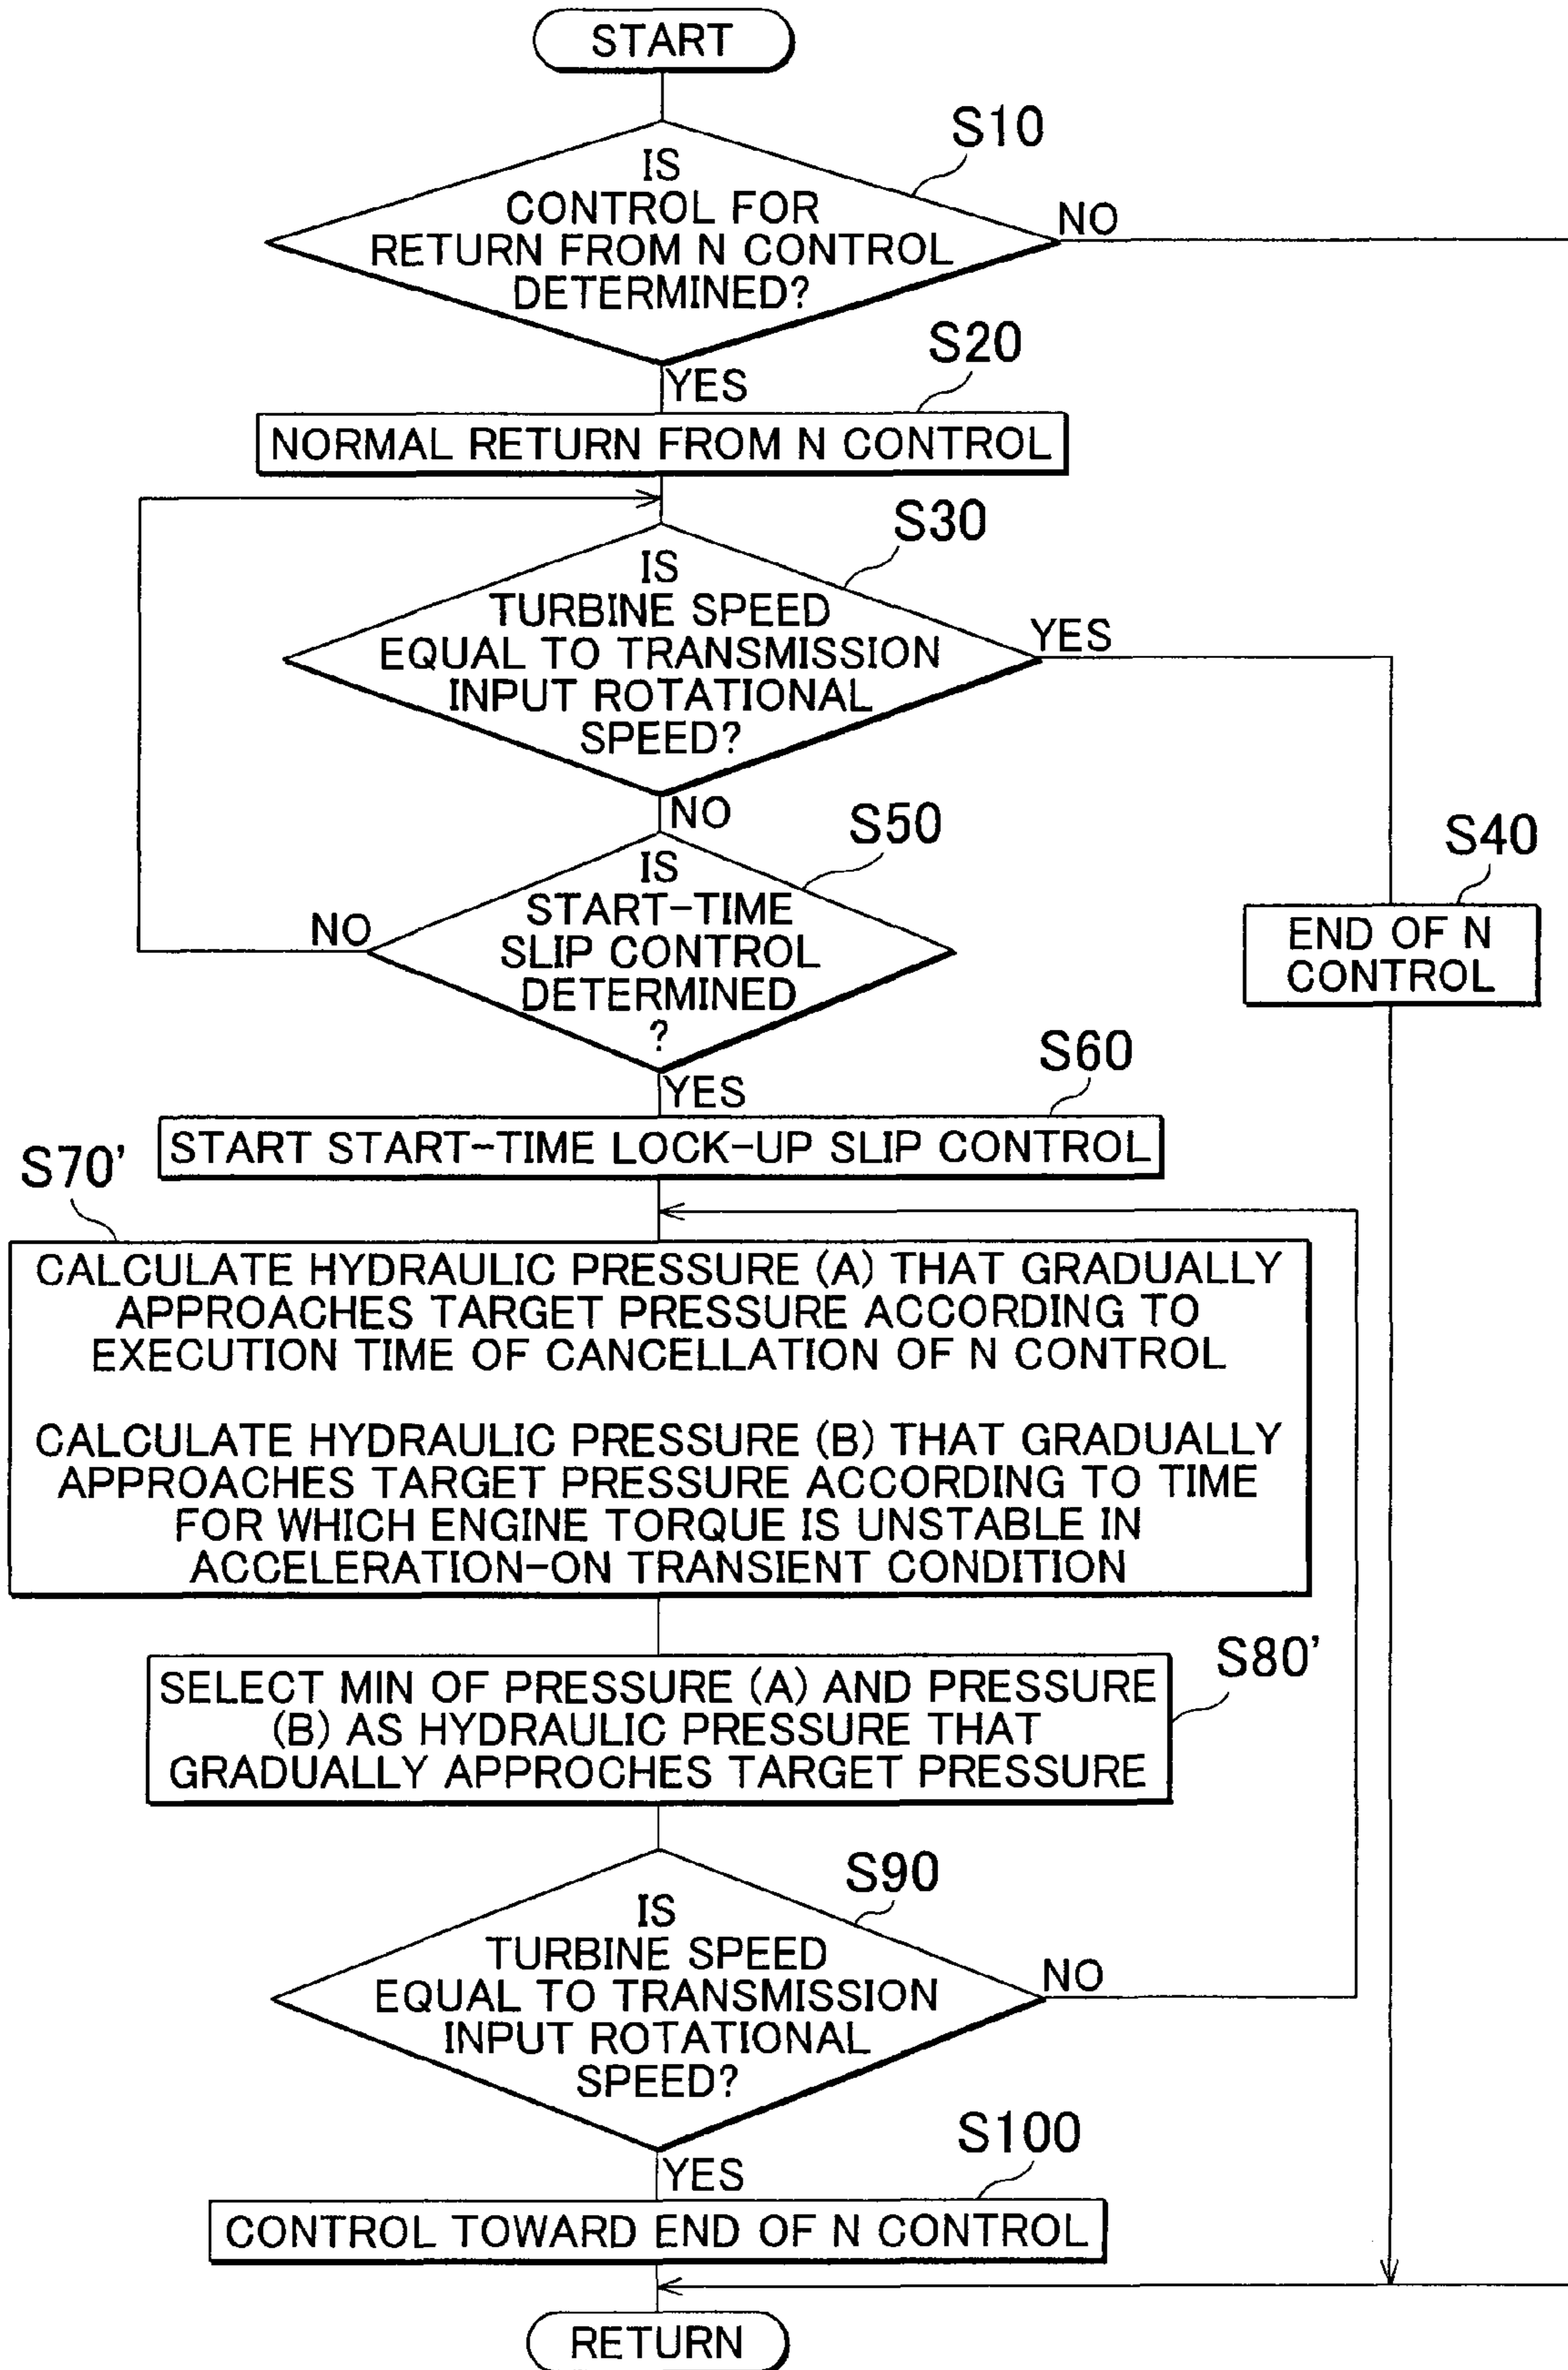 START
S10
IS
CONTROL FOR
RETURN FROM N CONTROL
DETERMINED?
NO
YES
S20
NORMAL RETURN FROM N CONTROL
S30
IS
TURBINE SPEED
EQUAL TO TRANSMISSION
INPUT ROTATIONAL
SPEED?
YES
NO
S40
END OF N
CONTROL
S50
IS
START-TIME
SLIP CONTROL
DETERMINED
?
NO
YES
S60
START START-TIME LOCK-UP SLIP CONTROL
S70'
CALCULATE HYDRAULIC PRESSURE (A) THAT GRADUALLY
APPROACHES TARGET PRESSURE ACCORDING TO
EXECUTION TIME OF CANCELLATION OF N CONTROL
CALCULATE HYDRAULIC PRESSURE (B) THAT GRADUALLY
APPROACHES TARGET PRESSURE ACCORDING TO TIME
FOR WHICH ENGINE TORQUE IS UNSTABLE IN
ACCELERATION-ON TRANSIENT CONDITION
S80'
SELECT MIN OF PRESSURE (A) AND PRESSURE
(B) AS HYDRAULIC PRESSURE THAT
GRADUALLY APPROCHES TARGET PRESSURE
S90
IS
TURBINE SPEED
EQUAL TO TRANSMISSION
INPUT ROTATIONAL
SPEED?
NO
YES
S100
CONTROL TOWARD END OF N CONTROL
RETURN